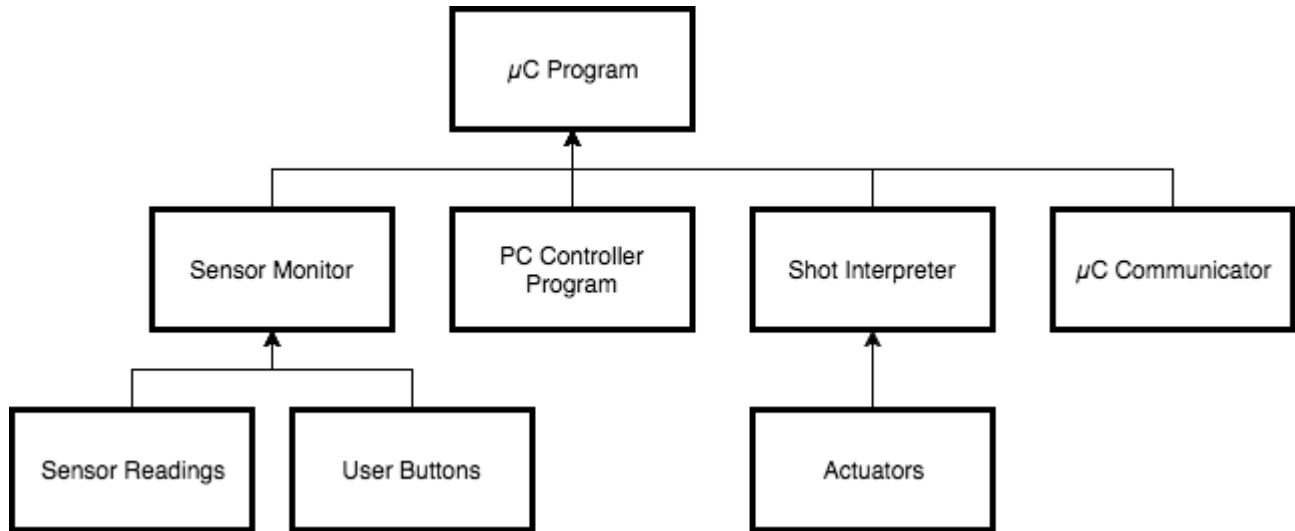 µC Program
Sensor Monitor
PC Controller
Program
Shot Interpreter
µC Communicator
Sensor Readings
User Buttons
Actuators